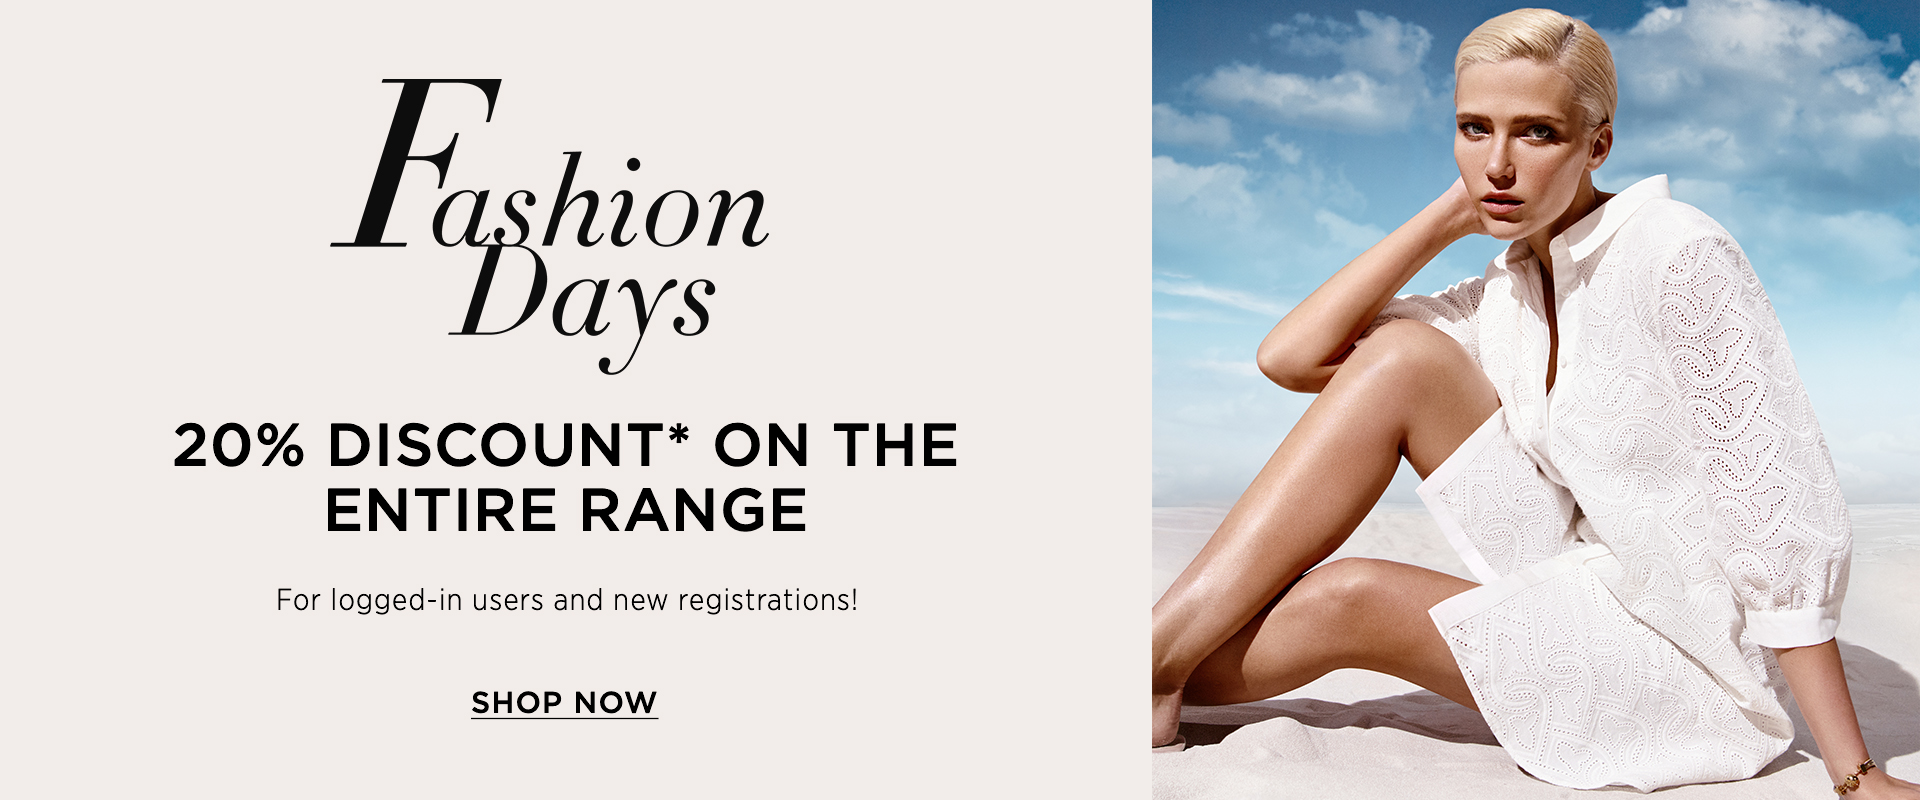 Fashion
Days
20% DISCOUNT* ON THE
ENTIRE RANGE
For logged-in users and new registrations!
SHOP NOW